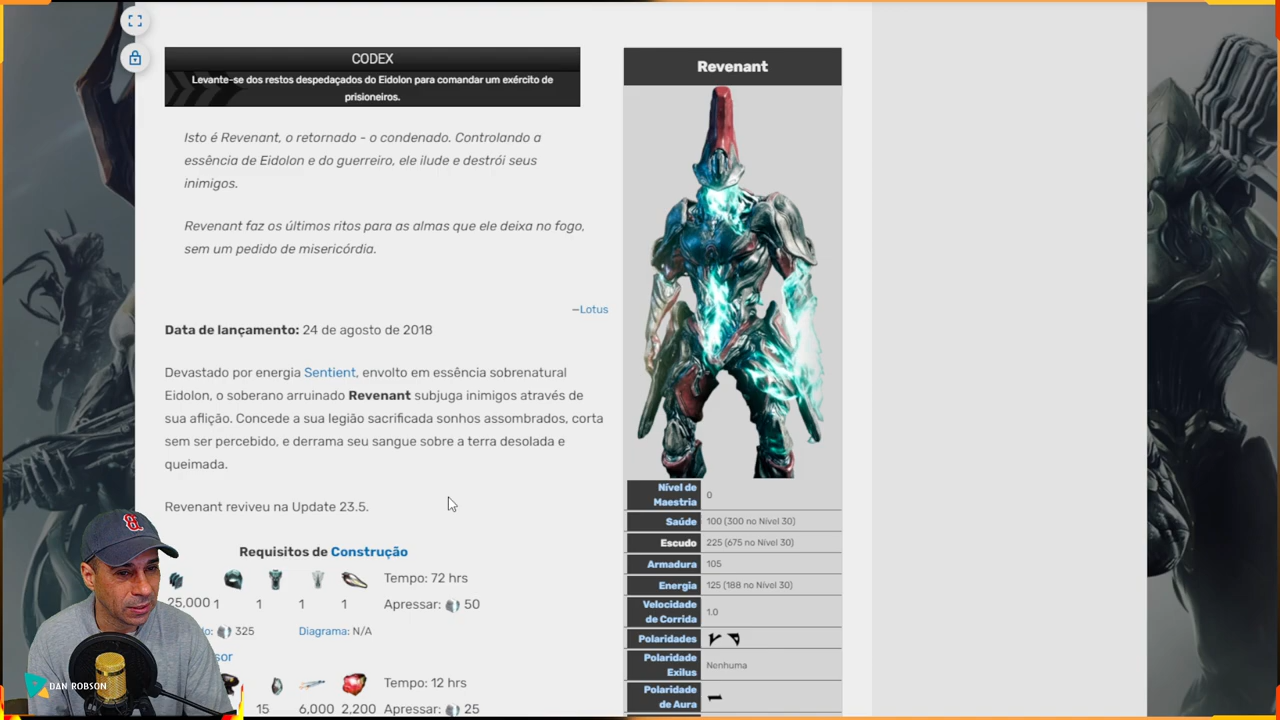 CODEX
Levante-se dos restos despedaçados do Eidolon para comandar um exército de
prisioneiros.
Isto é Revenant, o retornado - o condenado. Controlando a
essência de Eidolon e do guerreiro, ele ilude e destrói seus
inimigos.
Revenant faz os últimos ritos para as almas que ele deixa no fogo,
sem um pedido de misericórdia.
—Lotus
Data de lançamento: 24 de agosto de 2018
Devastado por energia Sentient, envolto em essência sobrenatural
Eidolon, o soberano arruinado Revenant subjuga inimigos através de
sua aflição. Concede a sua legião sacrificada sonhos assombrados, corta
sem ser percebido, e derrama seu sangue sobre a terra desolada e
queimada.
Revenant reviveu na Update 23.5.
Requisitos de Construção
Tempo: 72 hrs
25,000 1 1 1 1
Apressar: 50
325
Diagrama: N/A
Tempo: 12 hrs
15 6,000 2,200
Apressar: 25
Revenant
Nível de
Maestria
0
Saúde 100 (300 no Nível 30)
Escudo 225 (675 no Nível 30)
Armadura 105
Energia 125 (188 no Nível 30)
Velocidade
de Corrida
1.0
Polaridades
Polaridade
Exilus
Nenhuma
Polaridade
de Aura
DAN ROBSON